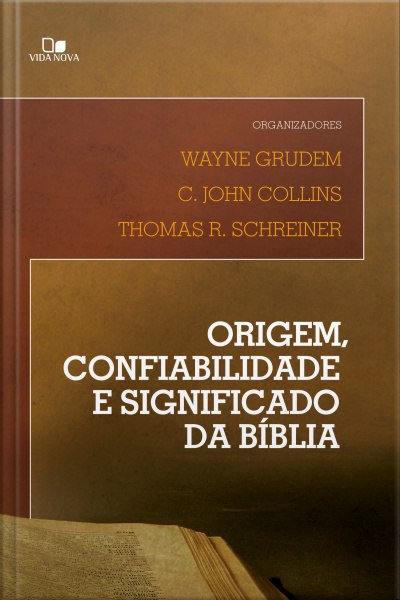 VIDA NOVA
ORGANIZADORES
WAYNE GRUDEM
C. JOHN COLLINS
THOMAS R. SCHREINER
ORIGEM,
CONFIABILIDADE
E SIGNIFICADO
DA BÍBLIA